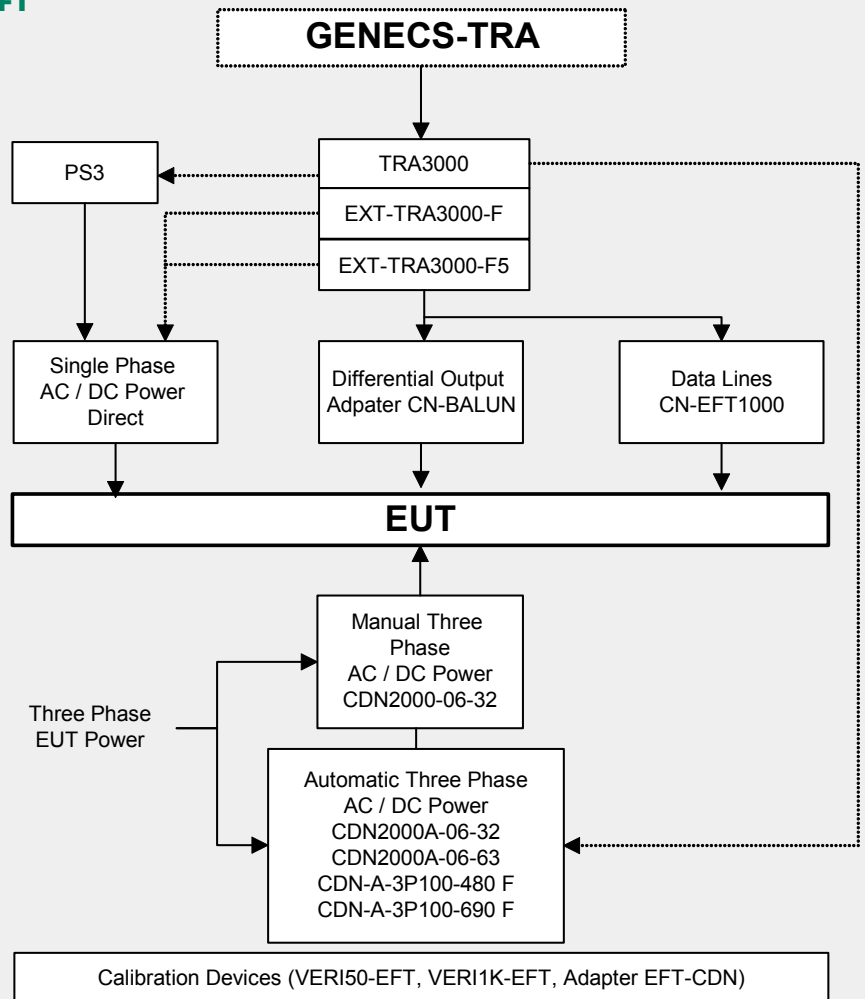 GENECS-TRA
PS3
TRA3000
EXT-TRA3000-F
EXT-TRA3000-F5
Single Phase
AC / DC Power
Direct
Differential Output
Adpater CN-BALUN
Data Lines
CN-EFT1000
EUT
Manual Three
Phase
AC / DC Power
CDN2000-06-32
Three Phase
EUT Power
Automatic Three Phase
AC / DC Power
CDN2000A-06-32
CDN2000A-06-63
CDN-A-3P100-480 F
CDN-A-3P100-690 F
Calibration Devices (VERI50-EFT, VERI1K-EFT, Adapter EFT-CDN)